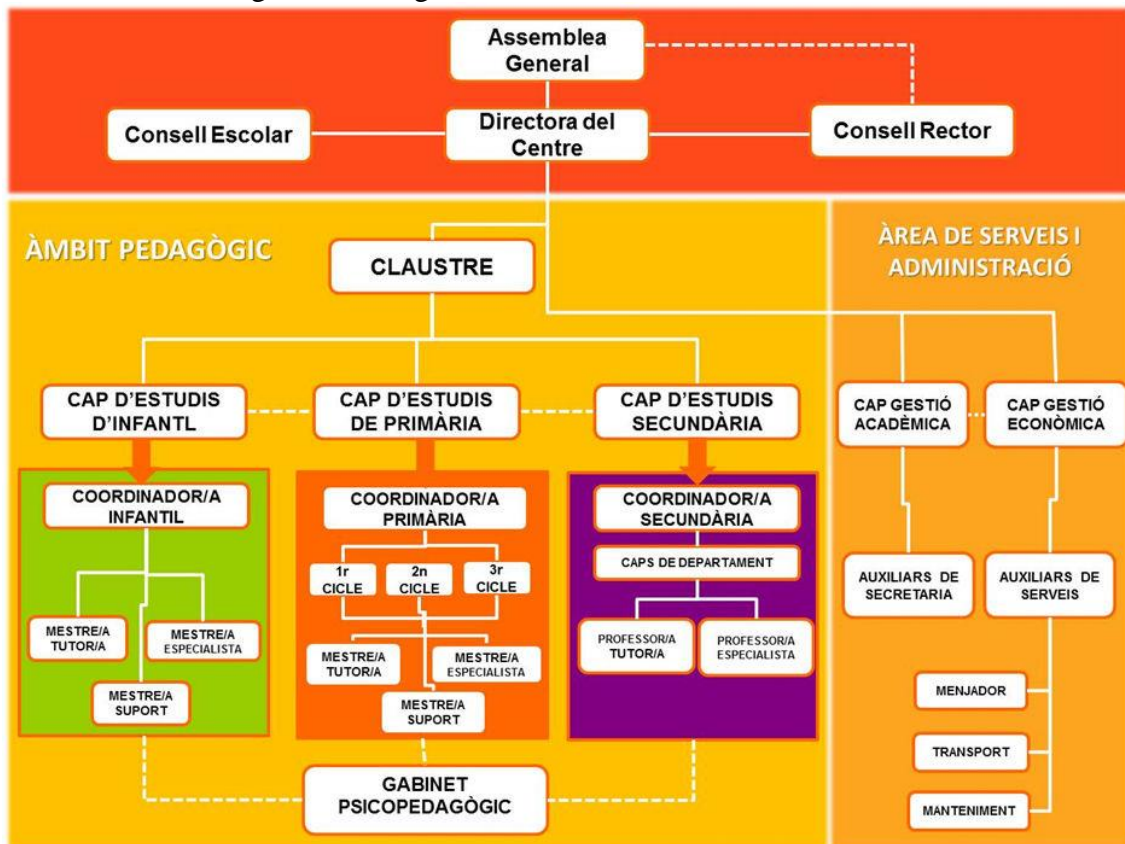 Assemblea
General
Consell Escolar
Directora del
Centre
Consell Rector
ÀMBIT PEDAGÒGIC
CLAUSTRE
ÀREA DE SERVEIS I
ADMINISTRACIÓ
CAP D'ESTUDIS
D'INFANTL
CAP D'ESTUDIS
DE PRIMÀRIA
CAP D'ESTUDIS
SECUNDÀRIA
CAP GESTIÓ
ACADÈMICA
CAP GESTIÓ
ECONÒMICA
COORDINADOR/A
INFANTIL
MESTRE/A
TUTOR/A
MESTRE/A
ESPECIALISTA
MESTRE/A
SUPORT
COORDINADOR/A
PRIMÀRIA
1r
CICLE
2n
CICLE
3r
CICLE
MESTRE/A
TUTOR/A
MESTRE/A
ESPECIALISTA
MESTRE/A
SUPORT
COORDINADOR/A
SECUNDÀRIA
CAPS DE DEPARTAMENT
PROFESSOR/A
TUTOR/A
PROFESSOR/A
ESPECIALISTA
AUXILIARS DE
SECRETARIA
AUXILIARS DE
SERVEIS
MENJADOR
TRANSPORT
MANTENIMENT
GABINET
PSICOPEDAGÒGIC